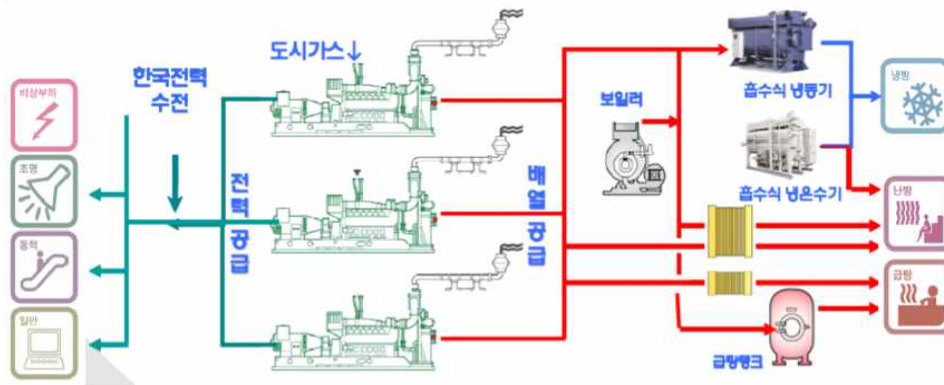 도시가스↓
한국전력
수전
비상부하
조명
동력
일반
전력 공급
배열 공급
보일러
흡수식 냉동기
흡수식 냉온수기
급탕탱크
냉방
난방
급탕